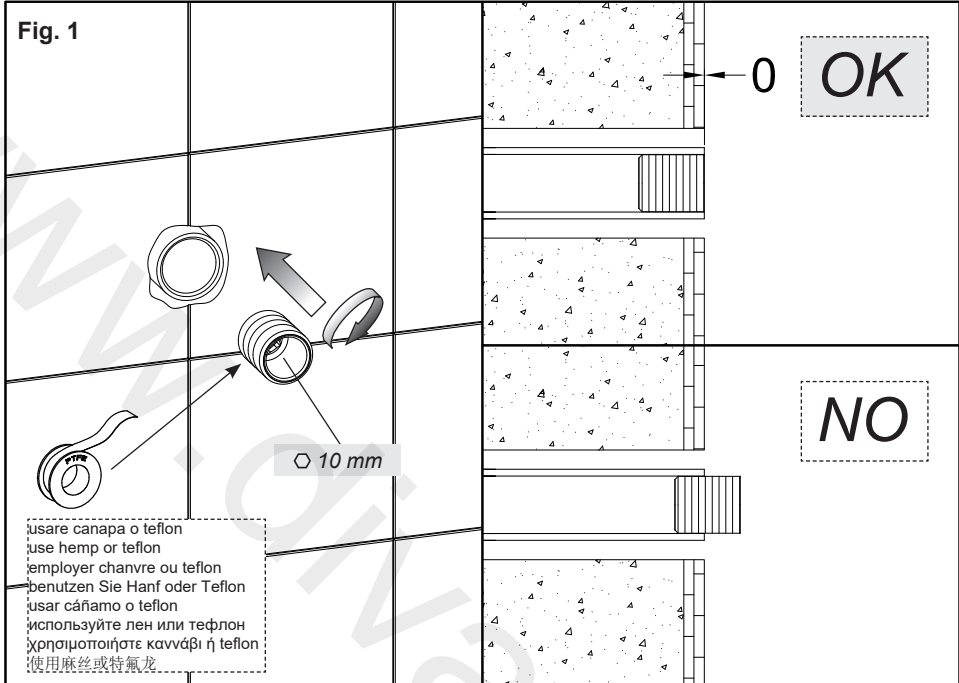 Fig. 1
0
OK
PTFE
10 mm
usare canapa o teflon
use hemp or teflon
employer chanvre ou teflon
benutzen Sie Hanf oder Teflon
usar cáñamo o teflon
используйте лен или тефлон
χρησιμοποιήστε καννάβι ή teflon
使用麻丝或特氟龙
NO
www.diva